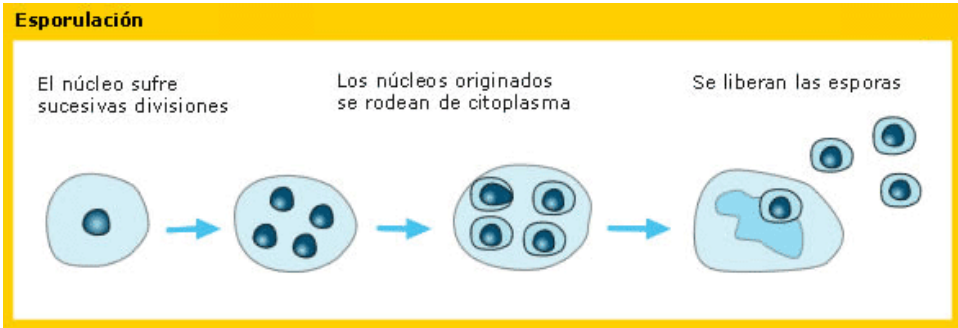 Esporulación
El núcleo sufre
sucesivas divisiones
Los núcleos originados
se rodean de citoplasma
Se liberan las esporas